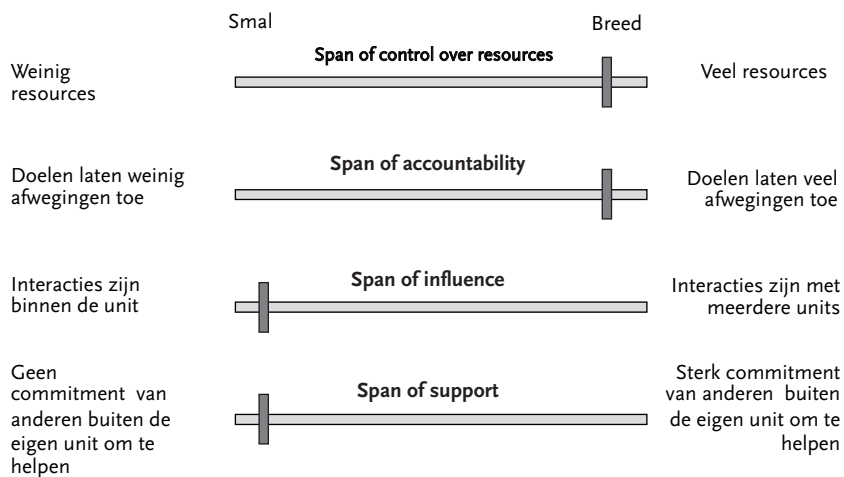 Smal
Breed
Span of control over resources
Weinig
resources
Veel resources
Span of accountability
Doelen laten weinig
afwegingen toe
Doelen laten veel
afwegingen toe
Span of influence
Interacties zijn
binnen de unit
Interacties zijn met
meerdere units
Span of support
Geen
commitment van
anderen buiten de
eigen unit om te
helpen
Sterk commitment
van anderen buiten
de eigen unit om te
helpen